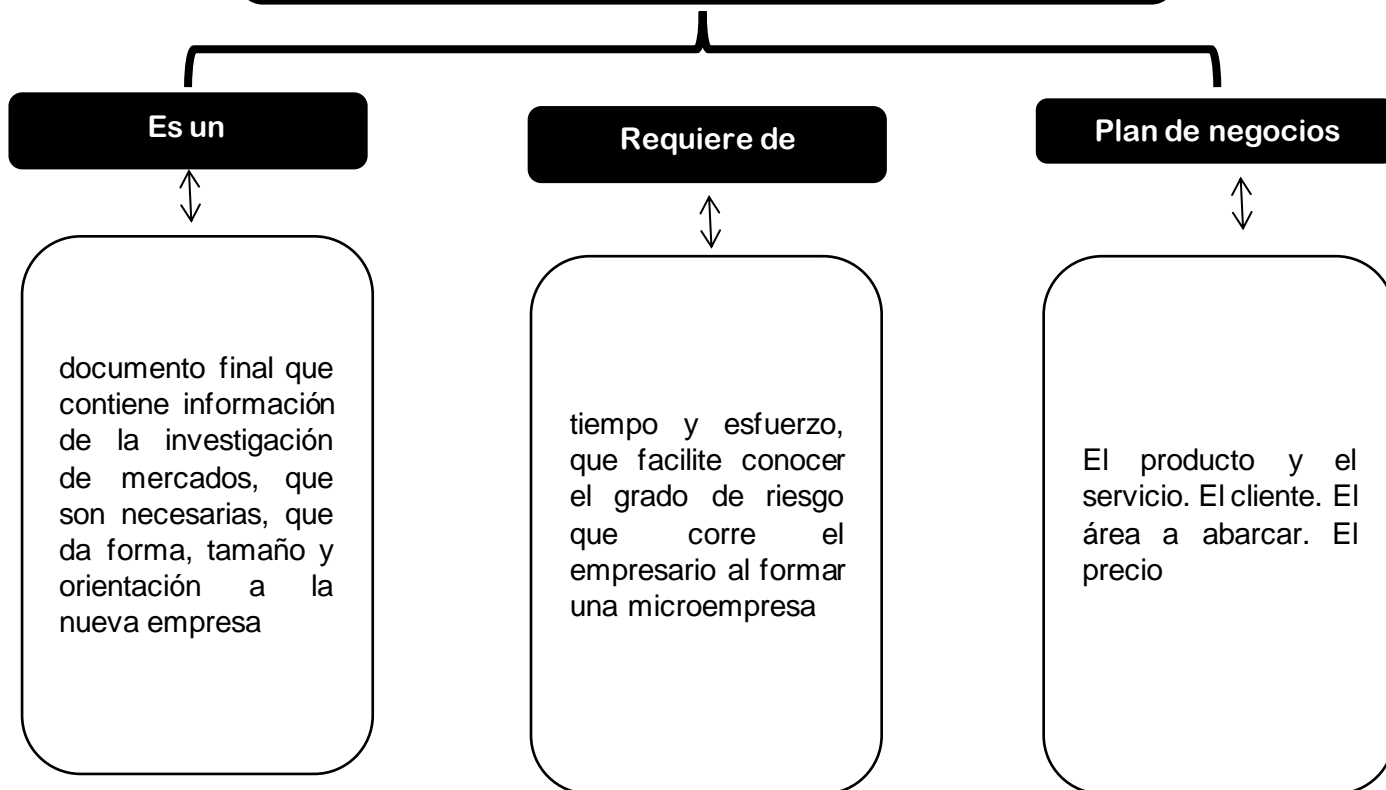 Es un
Requiere de
Plan de negocios
documento final que
contiene información
de la investigación
de mercados, que
son necesarias, que
da forma, tamaño y
orientación a la
nueva empresa
tiempo y esfuerzo,
que facilite conocer
el grado de riesgo
que corre el
empresario al formar
una microempresa
El producto y el
servicio. El cliente. El
área a abarcar. El
precio